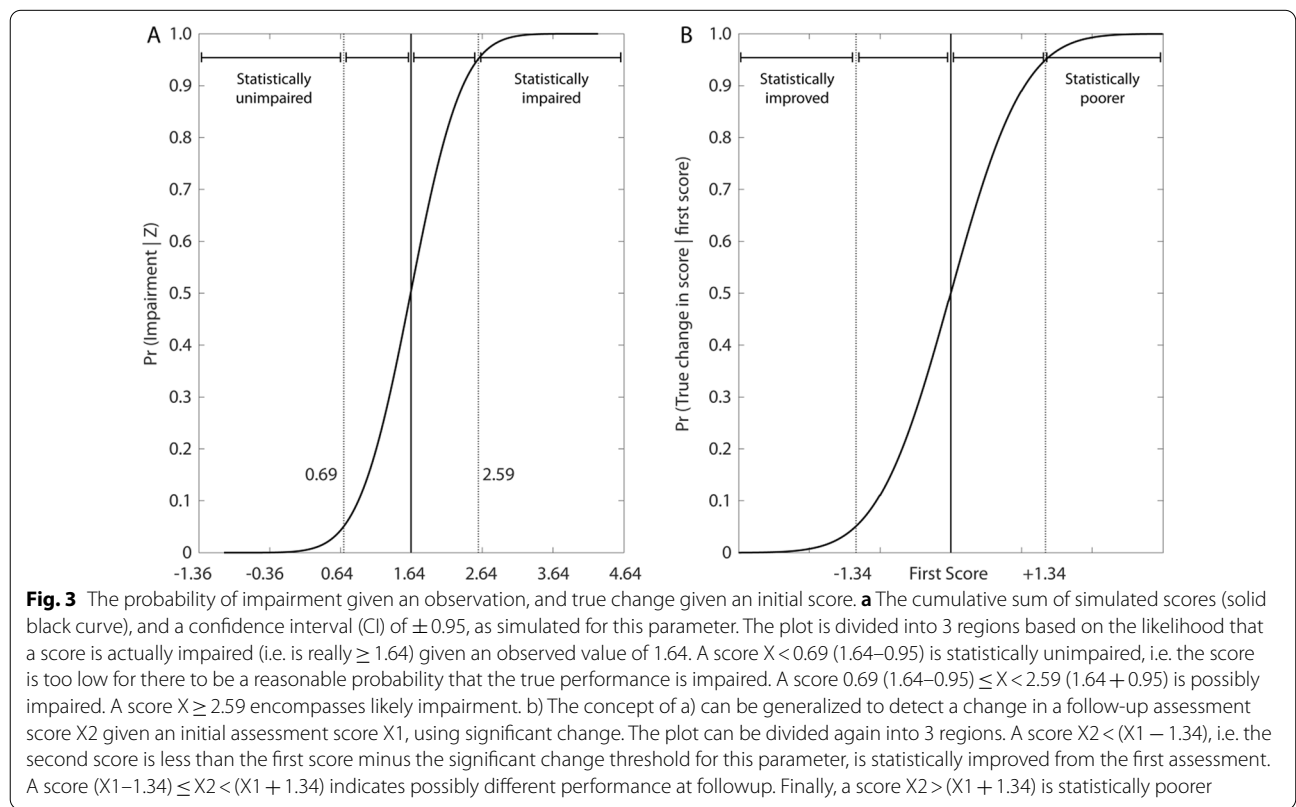 A
1.0
0.9
0.8
0.7
0.6
0.5
0.4
0.3
0.2
0.1
0
Pr (Impairment | Z)
Statistically
unimpaired
Statistically
impaired
0.69
2.59
-1.36 -0.36 0.64 1.64 2.64 3.64 4.64
B
1.0
0.9
0.8
0.7
0.6
0.5
0.4
0.3
0.2
0.1
0
Pr (True change in score | first score)
Statistically
improved
Statistically
poorer
-1.34 First Score +1.34
Fig. 3 The probability of impairment given an observation, and true change given an initial score. a The cumulative sum of simulated scores (solid
black curve), and a confidence interval (CI) of ± 0.95, as simulated for this parameter. The plot is divided into 3 regions based on the likelihood that
a score is actually impaired (i.e. is really ≥ 1.64) given an observed value of 1.64. A score X < 0.69 (1.64–0.95) is statistically unimpaired, i.e. the score
is too low for there to be a reasonable probability that the true performance is impaired. A score 0.69 (1.64–0.95) ≤ X < 2.59 (1.64 + 0.95) is possibly
impaired. A score X ≥ 2.59 encompasses likely impairment. b) The concept of a) can be generalized to detect a change in a follow-up assessment
score X2 given an initial assessment score X1, using significant change. The plot can be divided again into 3 regions. A score X2 < (X1 − 1.34), i.e. the
second score is less than the first score minus the significant change threshold for this parameter, is statistically improved from the first assessment.
A score (X1–1.34) ≤ X2 < (X1 + 1.34) indicates possibly different performance at followup. Finally, a score X2 > (X1 + 1.34) is statistically poorer